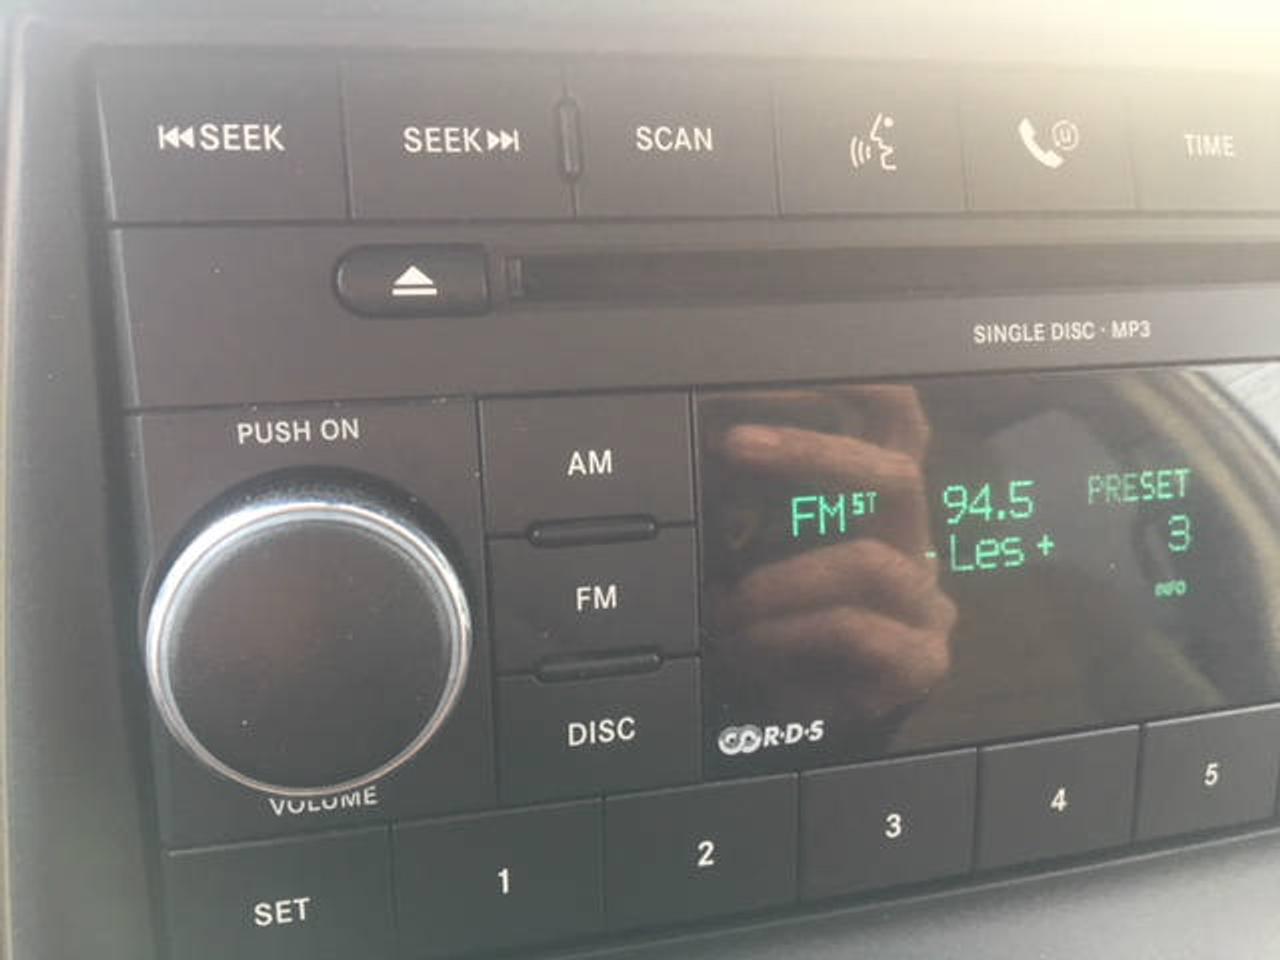 SEEK
SEEK
SCAN
U
TIME
SINGLE DISC · MP3
PUSH ON
AM
FM
DISC
VOLUME
FM ST 94.5 PRESET
- Les + 3
INFO
R·D·S
SET
1
2
3
4
5